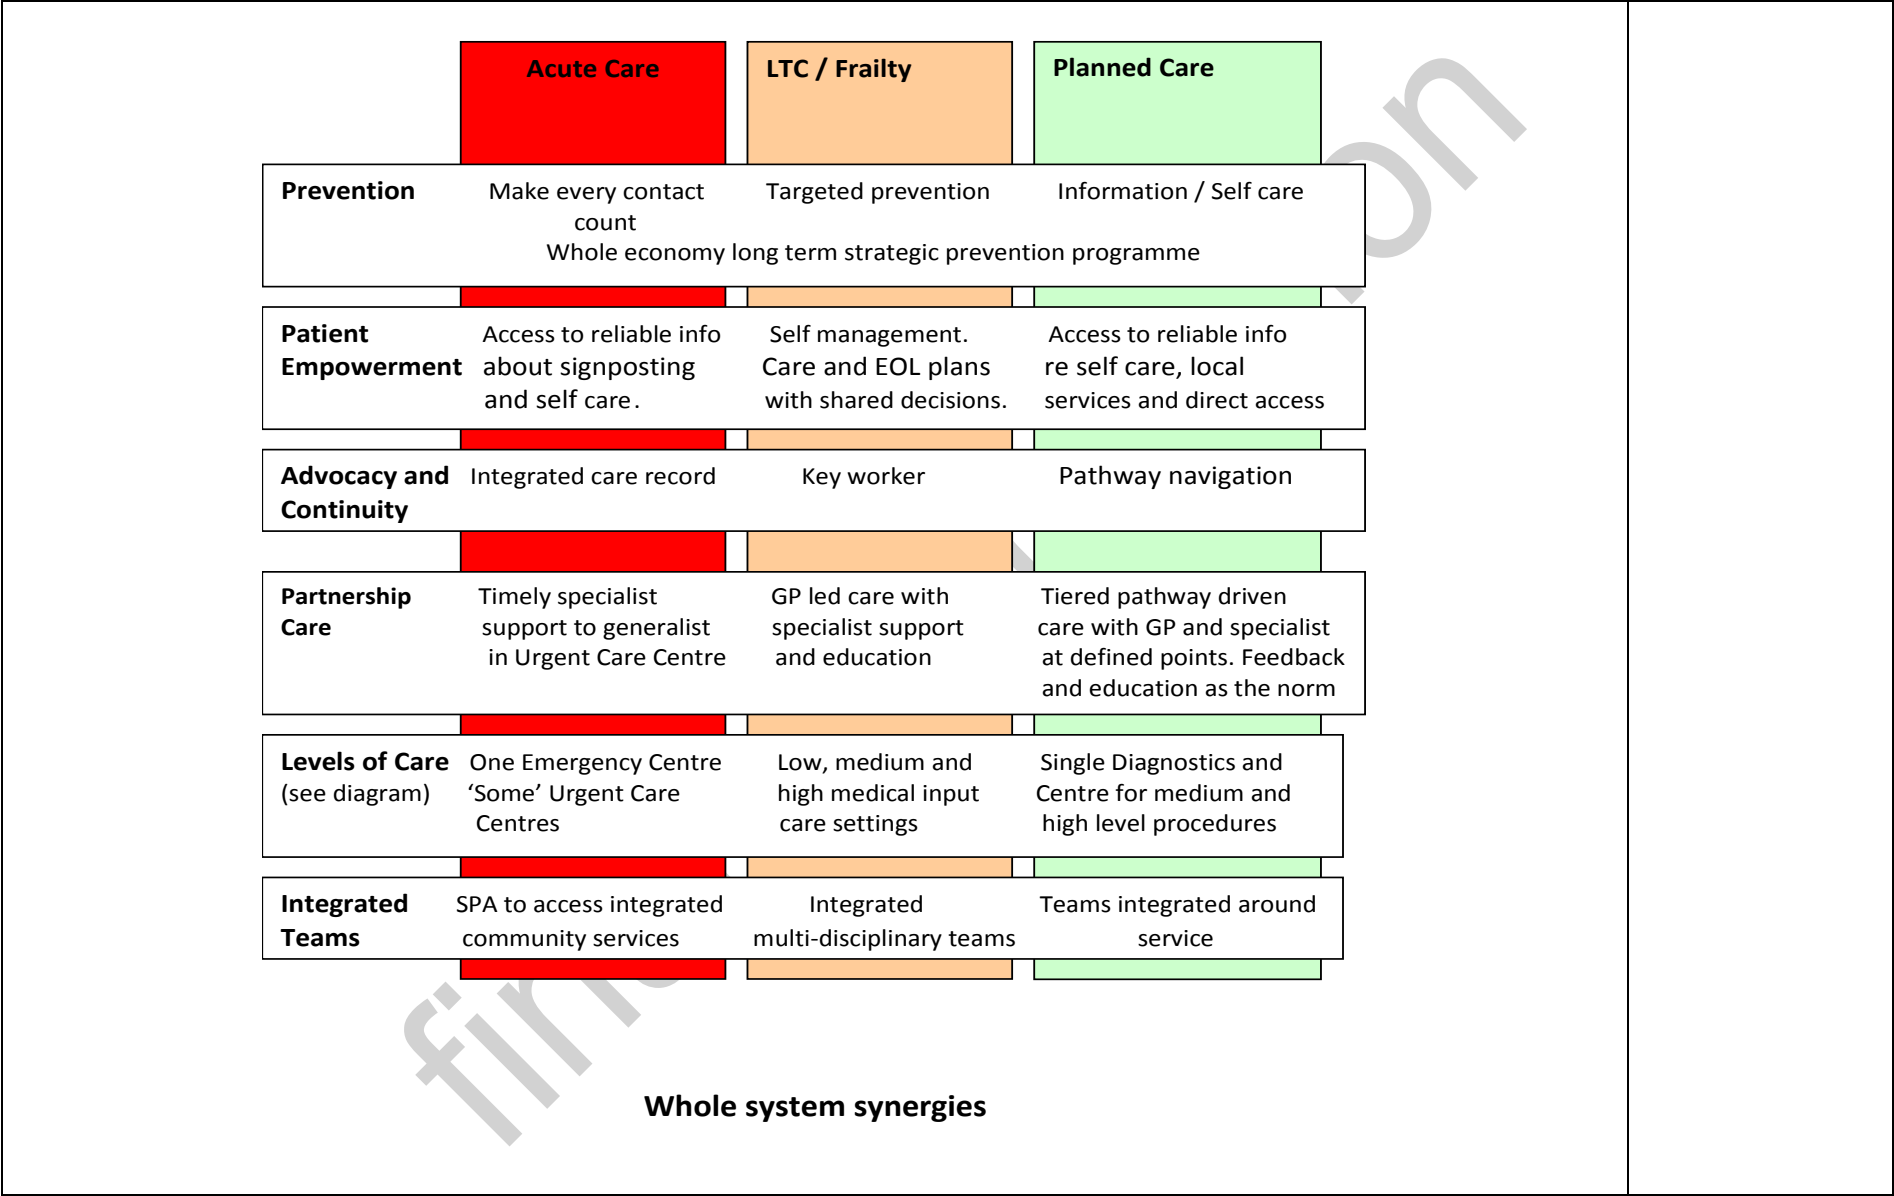 Acute Care LTC / Frailty Planned Care
Prevention Make every contact Targeted prevention Information / Self care
count
Whole economy long term strategic prevention programme
Patient Access to reliable info Self management. Access to reliable info
Empowerment about signposting Care and EOL plans re self care, local
and self care. with shared decisions. services and direct access
Advocacy and Integrated care record Key worker Pathway navigation
Continuity
Partnership Timely specialist GP led care with Tiered pathway driven
Care support to generalist specialist support care with GP and specialist
in Urgent Care Centre and education at defined points. Feedback
and education as the norm
Levels of Care One Emergency Centre Low, medium and Single Diagnostics and
(see diagram) ‘Some’ Urgent Care high medical input Centre for medium and
Centres care settings high level procedures
Integrated SPA to access integrated Integrated Teams integrated around
Teams community services multi-disciplinary teams service
Whole system synergies